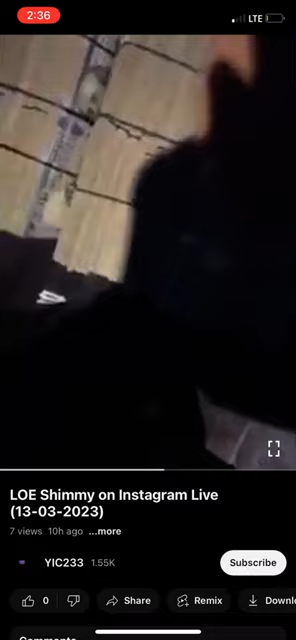 2:36
LTE
LOE Shimmy on Instagram Live
(13-03-2023)
7 views 10h ago ...more
YIC233 1.55K
Subscribe
0
Share
Remix
Downl
Comments